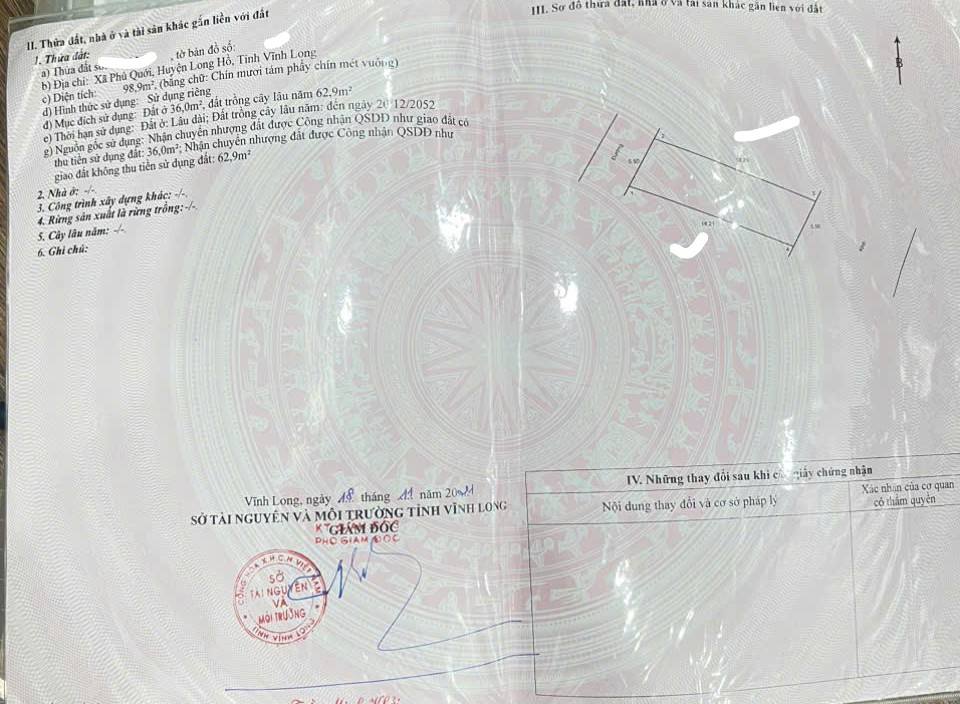 II. Thửa đất, nhà ở và tài sản khác gắn liền với đất
1. Thửa đất:
a) Thửa đất số: , tờ bản đồ số:
b) Địa chỉ: Xã Phú Quới, Huyện Long Hồ, Tỉnh Vĩnh Long
c) Diện tích: 98,9m², (bằng chữ: Chín mươi tám phẩy chín mét vuông)
d) Hình thức sử dụng: Sử dụng riêng
đ) Mục đích sử dụng: Đất ở 36,0m², đất trồng cây lâu năm 62,9m²
e) Thời hạn sử dụng: Đất ở: Lâu dài; Đất trồng cây lâu năm: đến ngày 20/12/2052
g) Nguồn gốc sử dụng: Nhận chuyển nhượng đất được Công nhận QSDĐ như giao đất có
thu tiền sử dụng đất: 36,0m²; Nhận chuyển nhượng đất được Công nhận QSDĐ như
giao đất không thu tiền sử dụng đất: 62,9m²
2. Nhà ở: -/-.
3. Công trình xây dựng khác: -/-.
4. Rừng sản xuất là rừng trồng: -/-.
5. Cây lâu năm: -/-.
6. Ghi chú:
III. Sơ đồ thửa đất, nhà ở và tài sản khác gắn liền với đất
B
Đường
Vĩnh Long, ngày 18 tháng 11 năm 2021
SỞ TÀI NGUYÊN VÀ MÔI TRƯỜNG TỈNH VĨNH LONG
KT. GIÁM ĐỐC
PHÓ GIÁM ĐỐC
CỘNG HÒA X.H.C.N VIỆT NAM
SỞ
TÀI NGUYÊN
VÀ
MÔI TRƯỜNG
TỈNH VĨNH LONG
IV. Những thay đổi sau khi cấp giấy chứng nhận
Nội dung thay đổi và cơ sở pháp lý
Xác nhận của cơ quan
có thẩm quyền